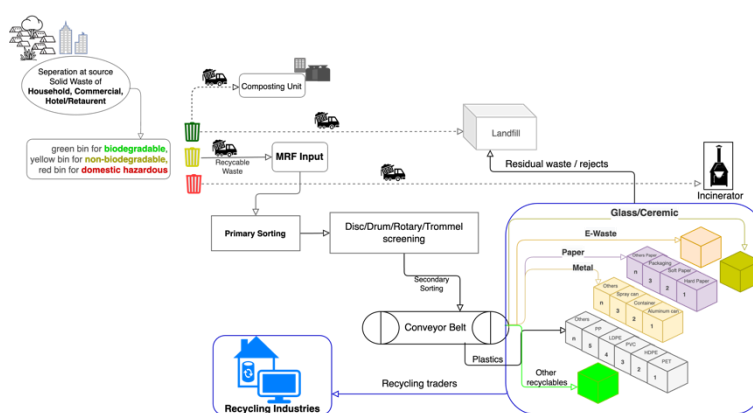 Seperation at source
Solid Waste of
Household, Commercial,
Hotel/Retaurent
green bin for biodegradable,
yellow bin for non-biodegradable,
red bin for domestic hazardous
Composting Unit
Landfill
Recyable
Waste
MRF Input
Residual waste / rejects
Incinerator
Primary Sorting
Disc/Drum/Rotary/Trommel
screening
Secondary
Sorting
Conveyor Belt
Plastics
Glass/Ceremic
E-Waste
Paper
Others Paper
Packaging
Soft Paper
Hard Paper
n
3
2
1
Metal
Others
Spray can
Container
Aluminum can
n
3
2
1
Others
PP
LDPE
PVC
HDPE
PET
n
5
4
3
2
1
Other
recyclables
Recycling traders
Recycling Industries